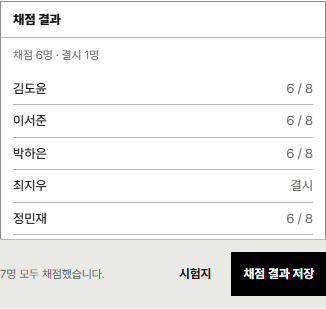 채점 결과
채점 6명 · 결시 1명
김도윤 6 / 8
이서준 6 / 8
박하은 6 / 8
최지우 결시
정민재 6 / 8
7명 모두 채점했습니다. 시험지 채점 결과 저장